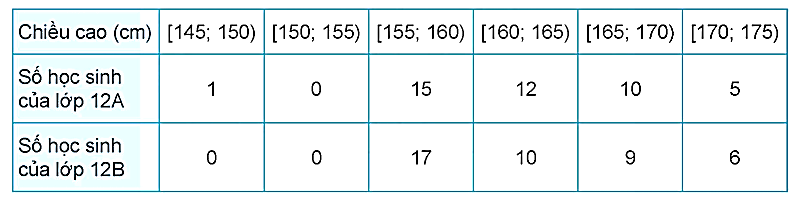 Chiều cao (cm) [145; 150) [150; 155) [155; 160) [160; 165) [165; 170) [170; 175)
Số học sinh
của lớp 12A 1 0 15 12 10 5
Số học sinh
của lớp 12B 0 0 17 10 9 6